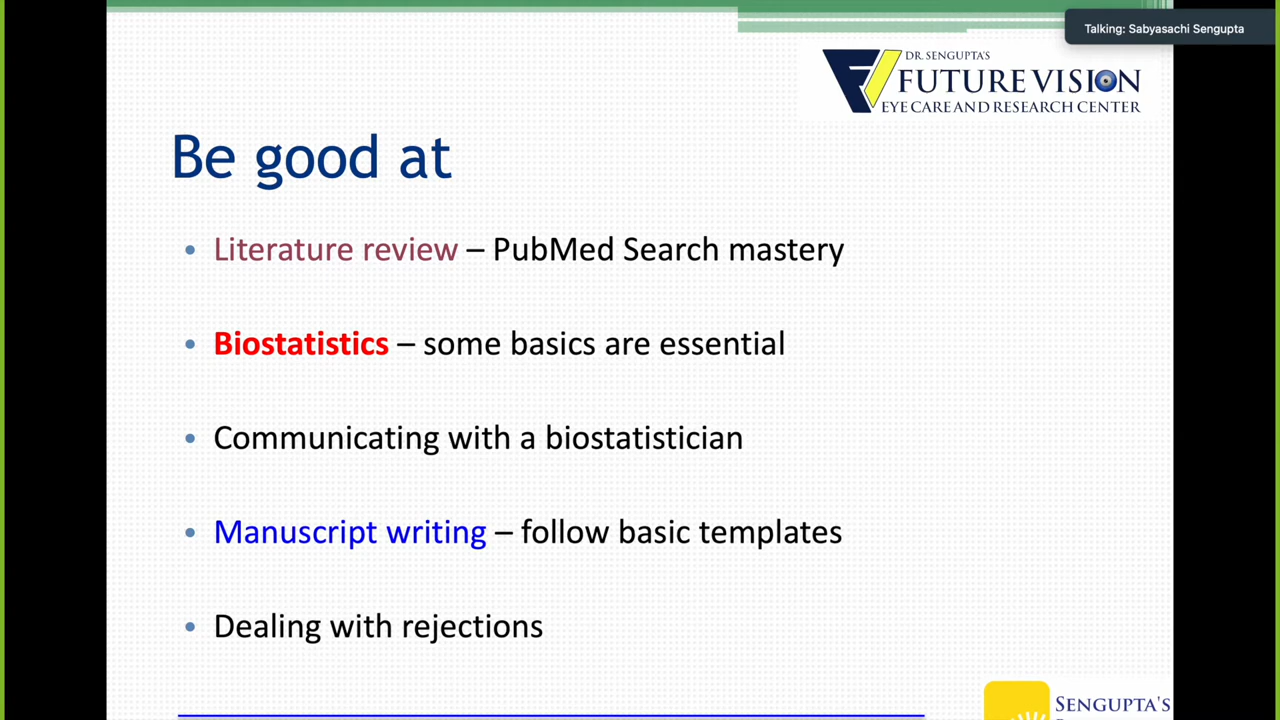 Talking: Sabyasachi Sengupta
DR. SENGUPTA'S
FUTURE VISION
EYE CARE AND RESEARCH CENTER
Be good at
• Literature review – PubMed Search mastery
• Biostatistics – some basics are essential
• Communicating with a biostatistician
• Manuscript writing – follow basic templates
• Dealing with rejections
SENGUPTA'S